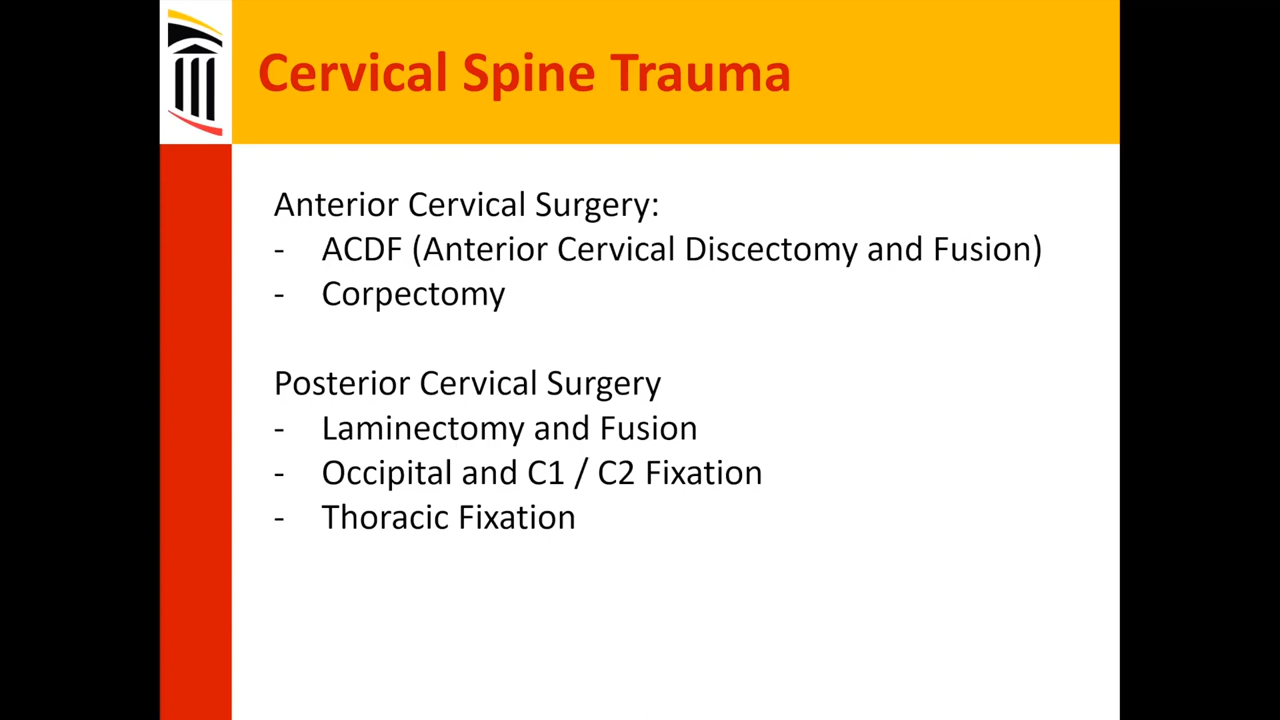 Cervical Spine Trauma
Anterior Cervical Surgery:
- ACDF (Anterior Cervical Discectomy and Fusion)
- Corpectomy
Posterior Cervical Surgery
- Laminectomy and Fusion
- Occipital and C1 / C2 Fixation
- Thoracic Fixation